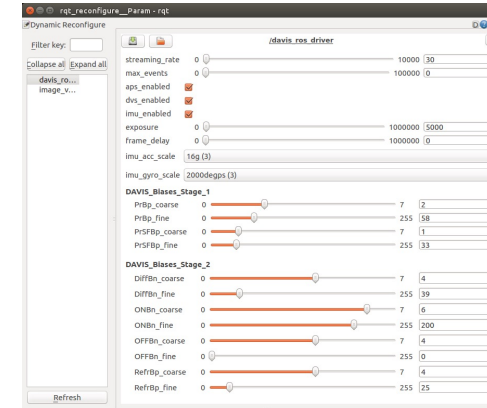 rqt_reconfigure__Param - rqt
Dynamic Reconfigure
D
Filter key:
Collapse all Expand all
davis_ro...
image_v...
Refresh
/davis_ros_driver
streaming_rate 0 10000 30
max_events 0 100000 0
aps_enabled
dvs_enabled
imu_enabled
exposure 0 1000000 5000
frame_delay 0 1000000 0
imu_acc_scale 16g (3)
imu_gyro_scale 2000degps (3)
DAVIS_Biases_Stage_1
PrBp_coarse 0 7 2
PrBp_fine 0 255 58
PrSFBp_coarse 0 7 1
PrSFBp_fine 0 255 33
DAVIS_Biases_Stage_2
DiffBn_coarse 0 7 4
DiffBn_fine 0 255 39
ONBn_coarse 0 7 6
ONBn_fine 0 255 200
OFFBn_coarse 0 7 4
OFFBn_fine 0 255 0
RefrBp_coarse 0 7 4
RefrBp_fine 0 255 25